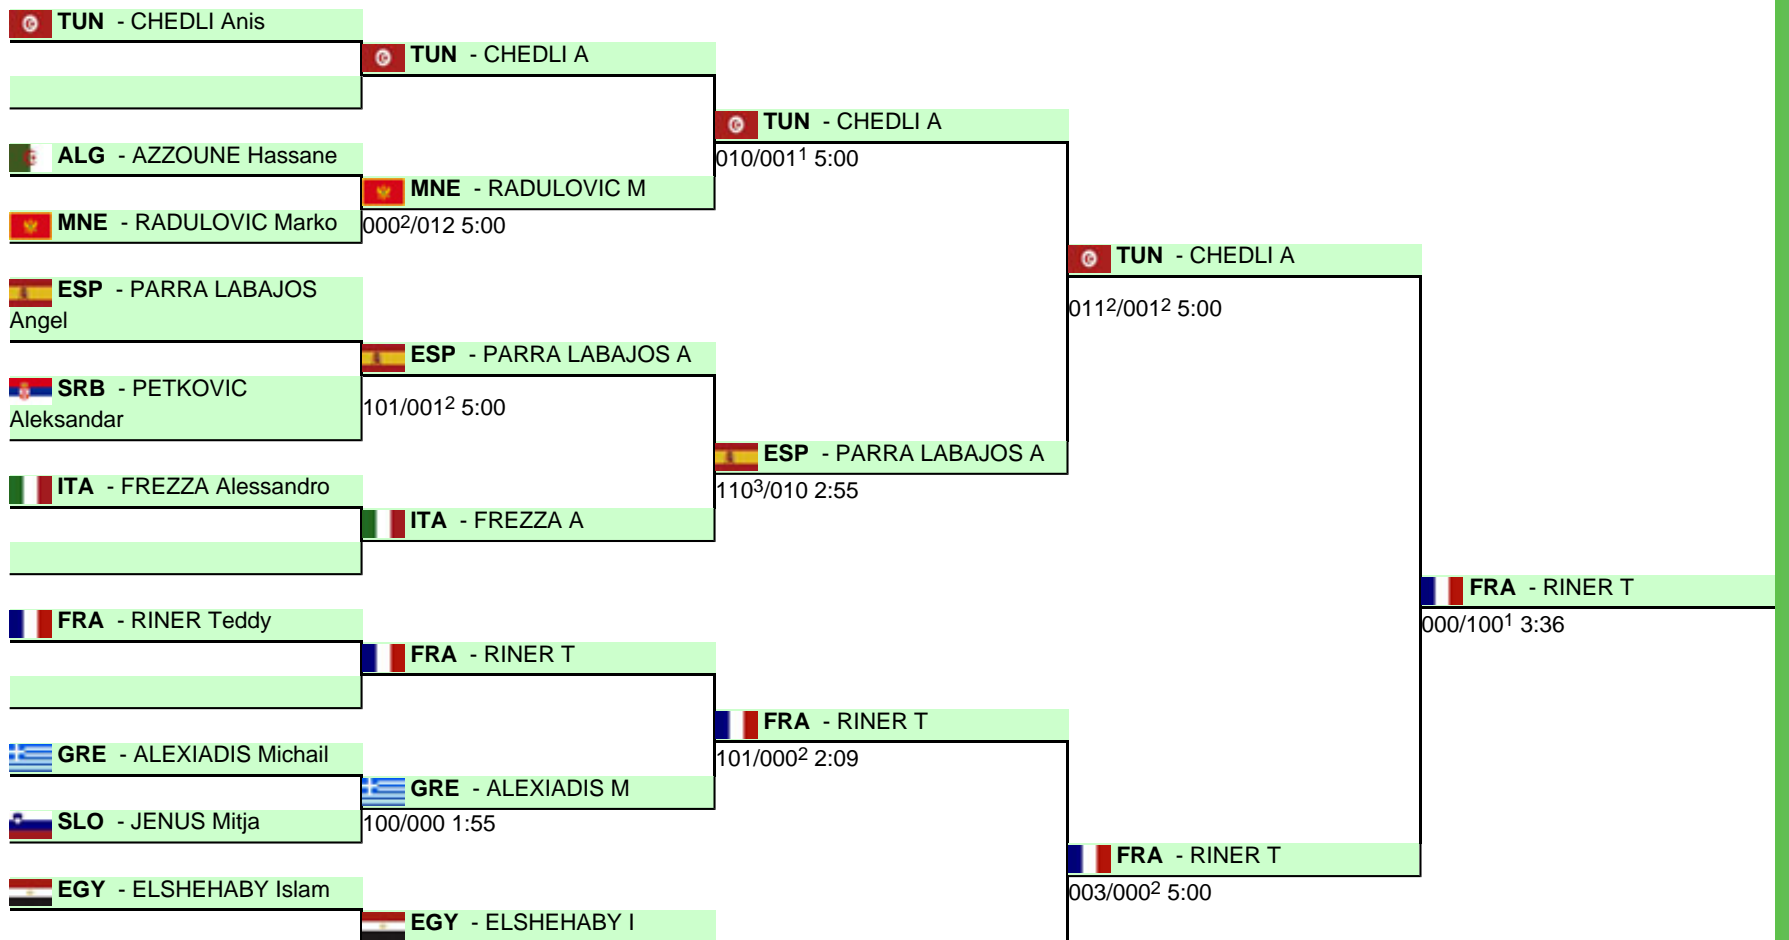 TUN - CHEDLI Anis
ALG - AZZOUNE Hassane
MNE - RADULOVIC Marko
ESP - PARRA LABAJOS
Angel
SRB - PETKOVIC
Aleksandar
ITA - FREZZA Alessandro
FRA - RINER Teddy
GRE - ALEXIADIS Michail
SLO - JENUS Mitja
EGY - ELSHEHABY Islam
TUN - CHEDLI A
MNE - RADULOVIC M
000² /012 5:00
ESP - PARRA LABAJOS A
101/001² 5:00
ITA - FREZZA A
FRA - RINER T
GRE - ALEXIADIS M
100/000 1:55
EGY - ELSHEHABY I
TUN - CHEDLI A
010/001¹ 5:00
ESP - PARRA LABAJOS A
110³/010 2:55
FRA - RINER T
101/000² 2:09
TUN - CHEDLI A
011²/001² 5:00
FRA - RINER T
003/000² 5:00
FRA - RINER T
000/100¹ 3:36